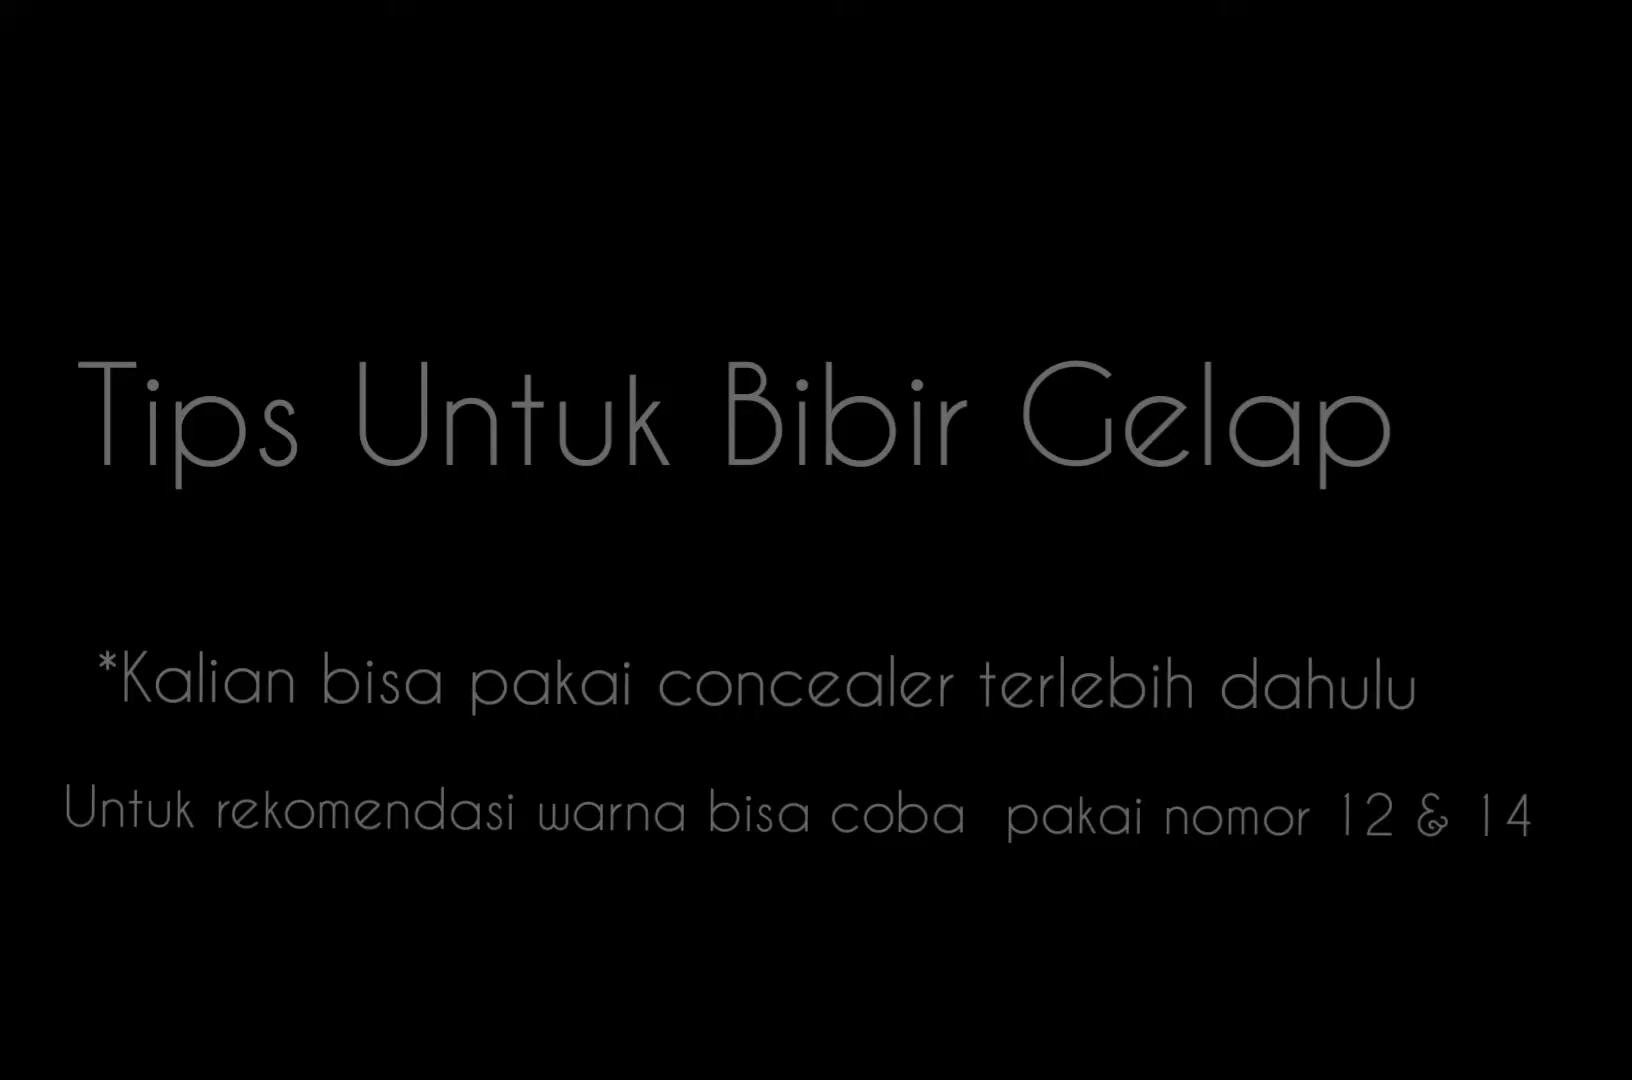 Tips Untuk Bibir Gelap
*Kalian bisa pakai concealer terlebih dahulu
Untuk rekomendasi warna bisa coba pakai nomor 12 & 14